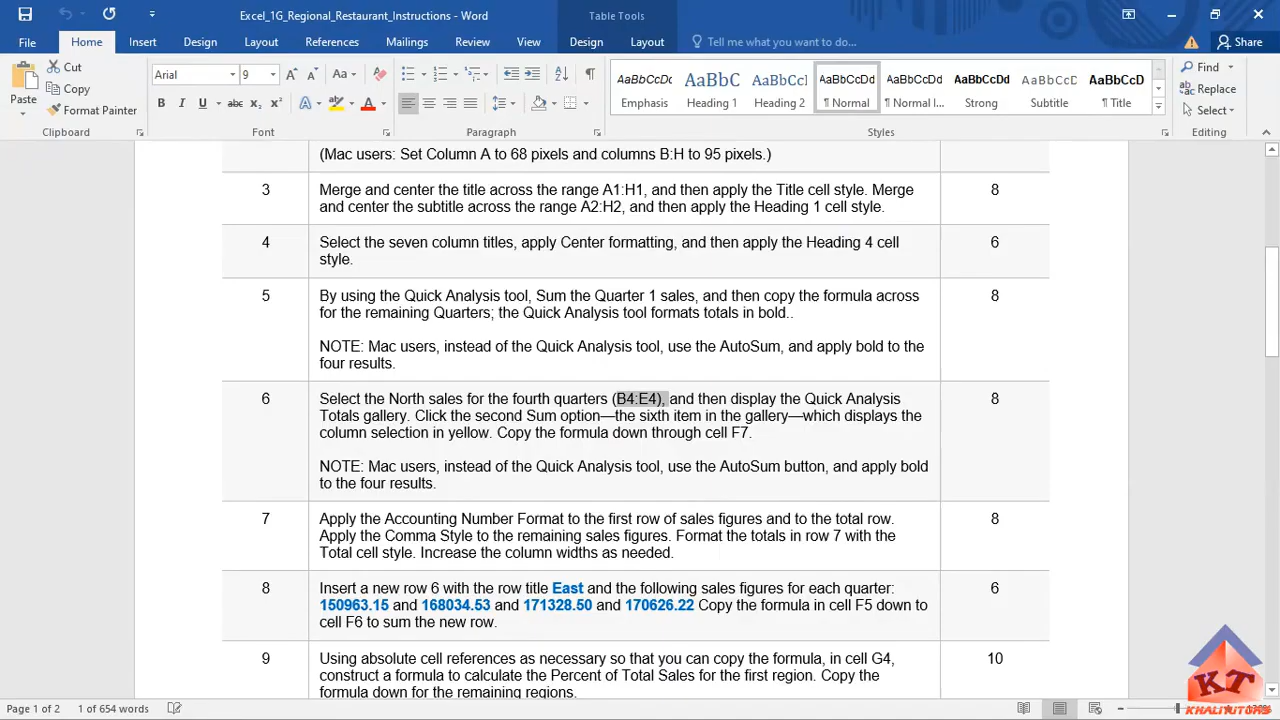 Excel_1G_Regional_Restaurant_Instructions - Word
Table Tools
File
Home
Insert
Design
Layout
References
Mailings
Review
View
Design
Layout
Tell me what you want to do...
Share
Paste
Cut
Copy
Format Painter
Clipboard
Arial
9
Font
Paragraph
AaBbCcDc
Emphasis
AaBbC
Heading 1
AaBbCcI
Heading 2
AaBbCcDd
¶ Normal
AaBbCcDd
¶ Normal I...
AaBbCcDd
Strong
AaBbCcDd
Subtitle
AaBbCcD
¶ Title
Styles
Find
Replace
Select
Editing
(Mac users: Set Column A to 68 pixels and columns B:H to 95 pixels.)
3
Merge and center the title across the range A1:H1, and then apply the Title cell style. Merge
and center the subtitle across the range A2:H2, and then apply the Heading 1 cell style.
8
4
Select the seven column titles, apply Center formatting, and then apply the Heading 4 cell
style.
6
5
By using the Quick Analysis tool, Sum the Quarter 1 sales, and then copy the formula across
for the remaining Quarters; the Quick Analysis tool formats totals in bold..
NOTE: Mac users, instead of the Quick Analysis tool, use the AutoSum, and apply bold to the
four results.
8
6
Select the North sales for the fourth quarters (B4:E4), and then display the Quick Analysis
Totals gallery. Click the second Sum option—the sixth item in the gallery—which displays the
column selection in yellow. Copy the formula down through cell F7.
NOTE: Mac users, instead of the Quick Analysis tool, use the AutoSum button, and apply bold
to the four results.
8
7
Apply the Accounting Number Format to the first row of sales figures and to the total row.
Apply the Comma Style to the remaining sales figures. Format the totals in row 7 with the
Total cell style. Increase the column widths as needed.
8
8
Insert a new row 6 with the row title East and the following sales figures for each quarter:
150963.15 and 168034.53 and 171328.50 and 170626.22 Copy the formula in cell F5 down to
cell F6 to sum the new row.
6
9
Using absolute cell references as necessary so that you can copy the formula, in cell G4,
construct a formula to calculate the Percent of Total Sales for the first region. Copy the
formula down for the remaining regions.
10
KT
KHALITUTORS
Page 1 of 2
1 of 654 words